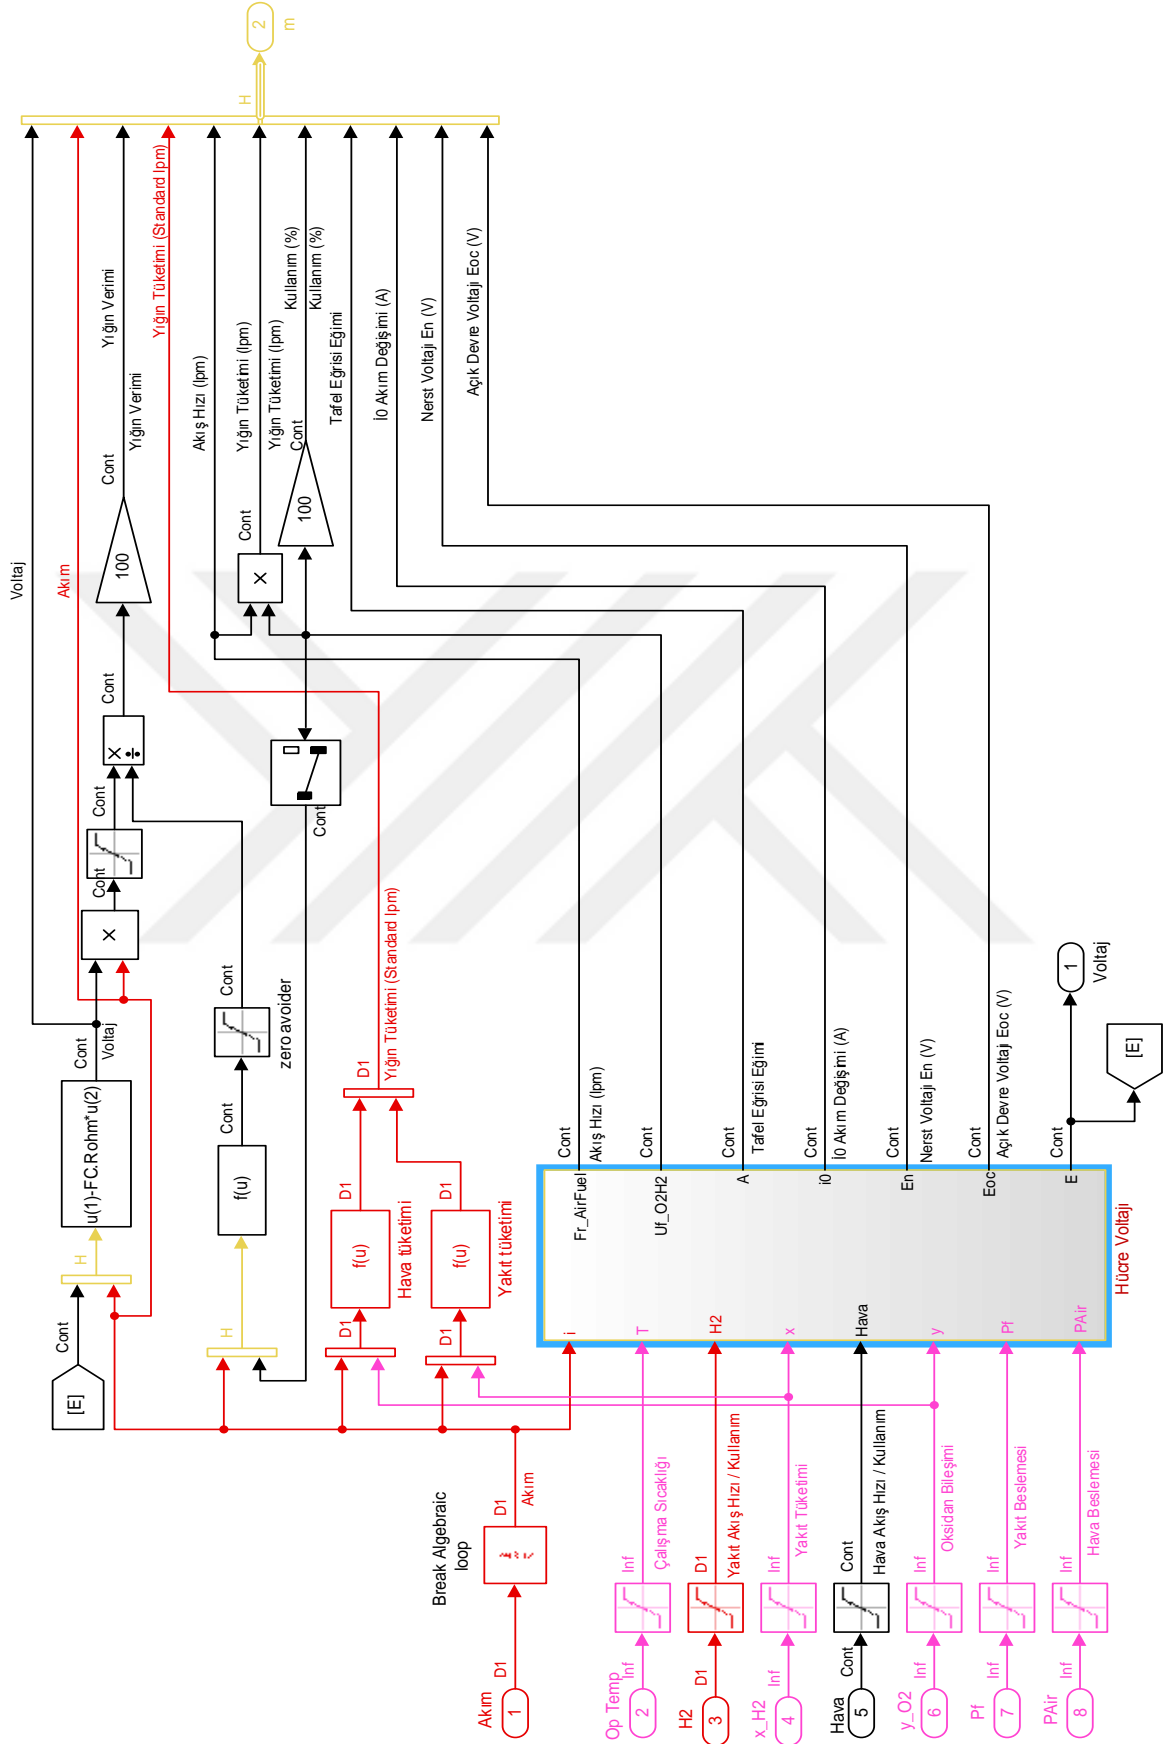 [E]
Cont
H
u(1)-FC.Rohm*u(2)
Cont
Voltaj
X
Cont
Cont
X
÷
Cont
100
Cont
Yığın Verimi
Yığın Verimi
Voltaj
Akım
Yığın Tüketimi (Standard lpm)
H
2
m
H
f(u)
Cont
zero avoider
Cont
Cont
D1
f(u)
D1
Hava tüketimi
D1
f(u)
D1
Yakıt tüketimi
D1
Yığın Tüketimi (Standard lpm)
Akış Hızı (lpm)
X
Cont
Yığın Tüketimi (lpm)
Yığın Tüketimi (lpm)
100
Cont
Kullanım (%)
Kullanım (%)
Tafel Eğrisi Eğimi
İ0 Akım Değişimi (A)
Nerst Voltajı En (V)
Açık Devre Voltajı Eoc (V)
Akım
1
D1
Break Algebraic
loop
D1
Akım
Op Temp
2
Inf
Inf
Çalışma Sıcaklığı
H2
3
D1
D1
Yakıt Akış Hızı / Kullanım
x_H2
4
Inf
Inf
Yakıt Tüketimi
Hava
5
Cont
Cont
Hava Akış Hızı / Kullanım
y_O2
6
Inf
Inf
Oksidan Bileşimi
Pf
7
Inf
Inf
Yakıt Beslemesi
PAir
8
Inf
Inf
Hava Beslemesi
i
T
H2
x
Hava
y
Pf
PAir
Fr_AirFuel
Uf_O2H2
A
i0
En
Eoc
E
Hücre Voltajı
Cont
Akış Hızı (lpm)
Cont
Cont
Tafel Eğrisi Eğimi
Cont
İ0 Akım Değişimi (A)
Cont
Nerst Voltajı En (V)
Cont
Açık Devre Voltajı Eoc (V)
Cont
1
Voltaj
[E]